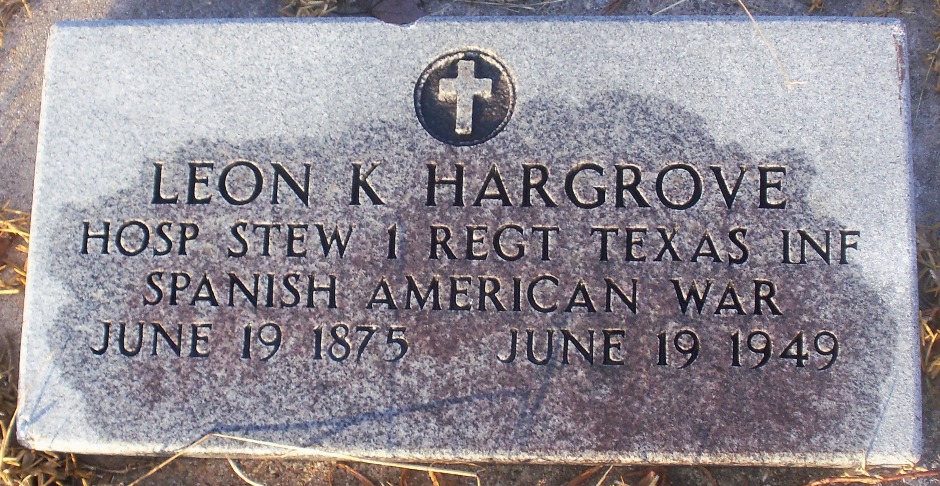 LEON K HARGROVE
HOSP STEW 1 REGT TEXAS INF
SPANISH AMERICAN WAR
JUNE 19 1875 JUNE 19 1949